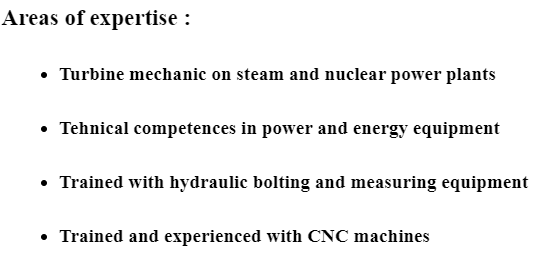 Areas of expertise :
• Turbine mechanic on steam and nuclear power plants
• Tehnical competences in power and energy equipment
• Trained with hydraulic bolting and measuring equipment
• Trained and experienced with CNC machines